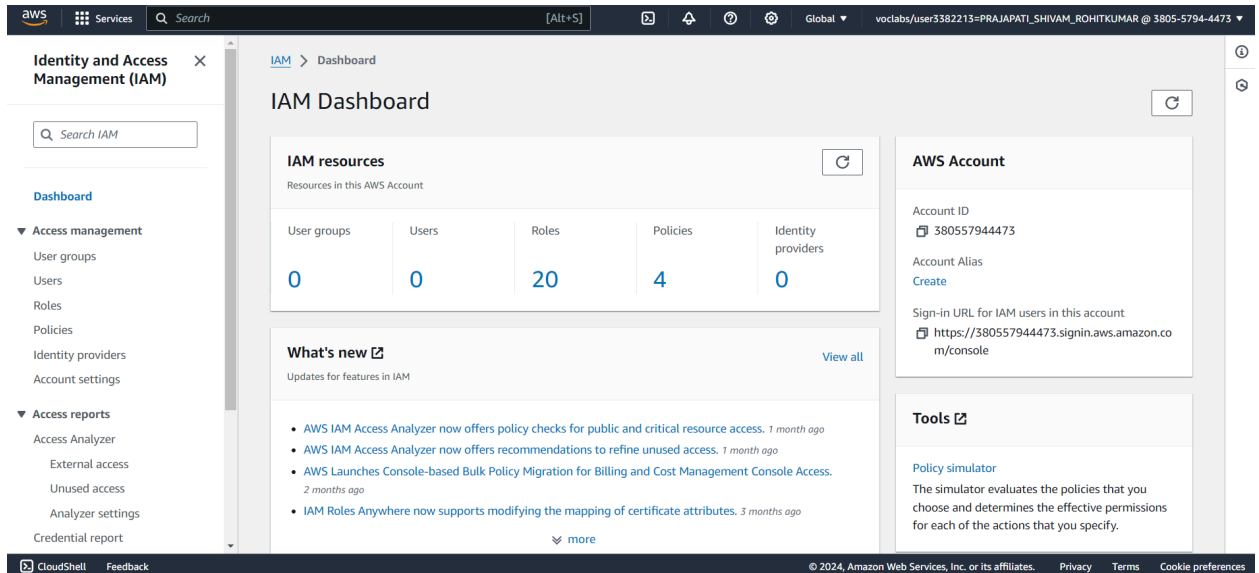 aws
Services
Search
[Alt+S]
Global
voclabs/user3382213=PRAJAPATI_SHIVAM_ROHITKUMAR @ 3805-5794-4473
Identity and Access
Management (IAM)
Search IAM
Dashboard
Access management
User groups
Users
Roles
Policies
Identity providers
Account settings
Access reports
Access Analyzer
External access
Unused access
Analyzer settings
Credential report
IAM > Dashboard
IAM Dashboard
IAM resources
Resources in this AWS Account
User groups
Users
Roles
Policies
Identity
providers
0
0
20
4
0
What's new
View all
Updates for features in IAM
AWS IAM Access Analyzer now offers policy checks for public and critical resource access. 1 month ago
AWS IAM Access Analyzer now offers recommendations to refine unused access. 1 month ago
AWS Launches Console-based Bulk Policy Migration for Billing and Cost Management Console Access.
2 months ago
IAM Roles Anywhere now supports modifying the mapping of certificate attributes. 3 months ago
more
AWS Account
Account ID
380557944473
Account Alias
Create
Sign-in URL for IAM users in this account
https://380557944473.signin.aws.amazon.co
m/console
Tools
Policy simulator
The simulator evaluates the policies that you
choose and determines the effective permissions
for each of the actions that you specify.
CloudShell
Feedback
© 2024, Amazon Web Services, Inc. or its affiliates.
Privacy
Terms
Cookie preferences